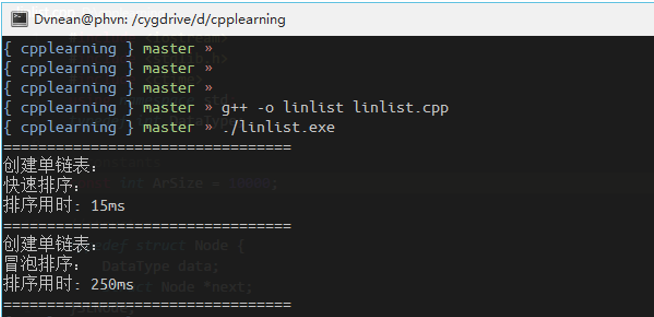 Dvnean@phvn: /cygdrive/d/cpplearning
{ cpplearning } master »
{ cpplearning } master »
{ cpplearning } master »
{ cpplearning } master » g++ -o linlist linlist.cpp
{ cpplearning } master » ./linlist.exe
=================================
创建单链表:
快速排序:
排序用时: 15ms
=================================
创建单链表:
冒泡排序:
排序用时: 250ms
=================================